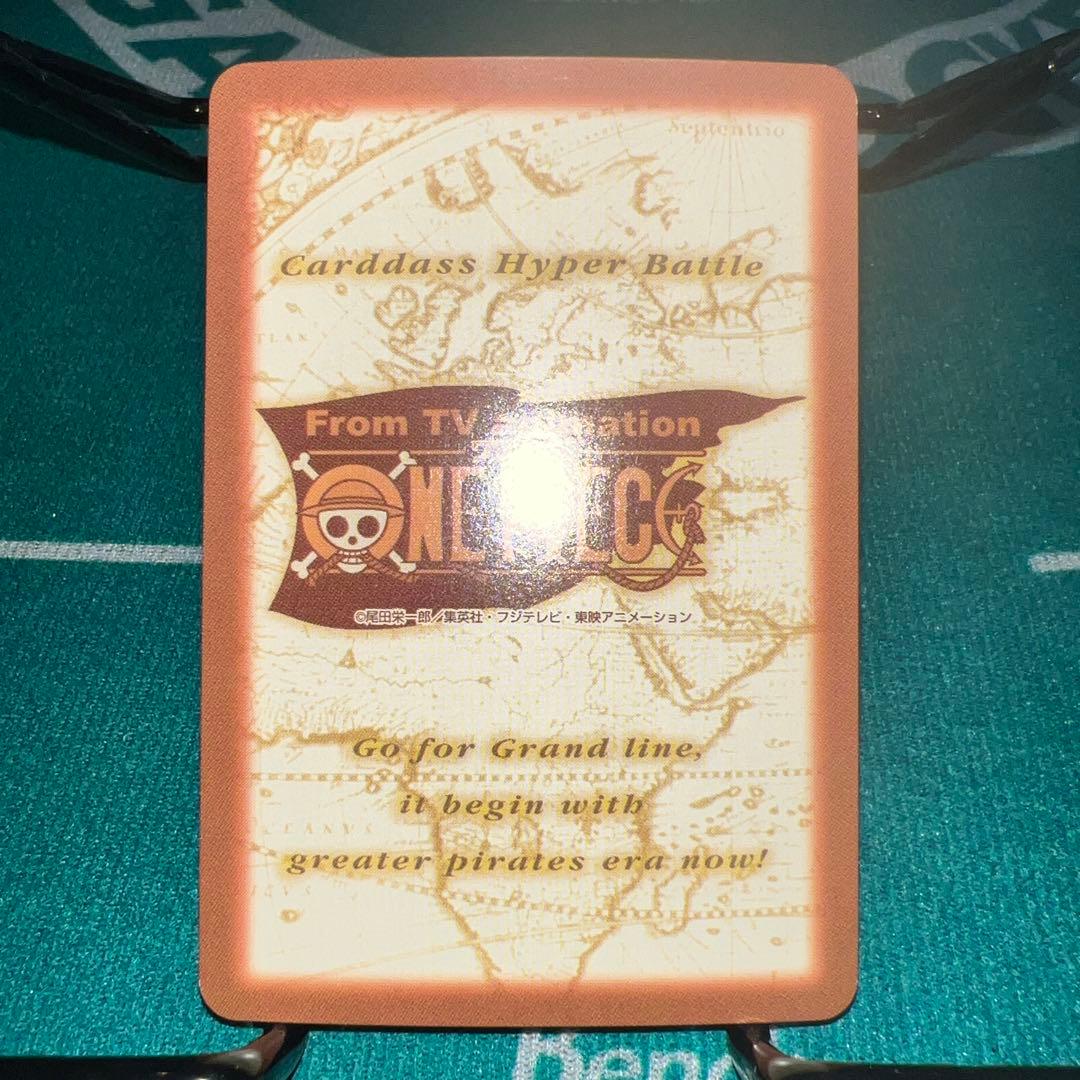 Septentrio
Carddass Hyper Battle
From TV
ONE PIECE
©尾田栄一郎／集英社・フジテレビ・東映アニメーション
Go for Grand line,
it begin with
greater pirates era now!